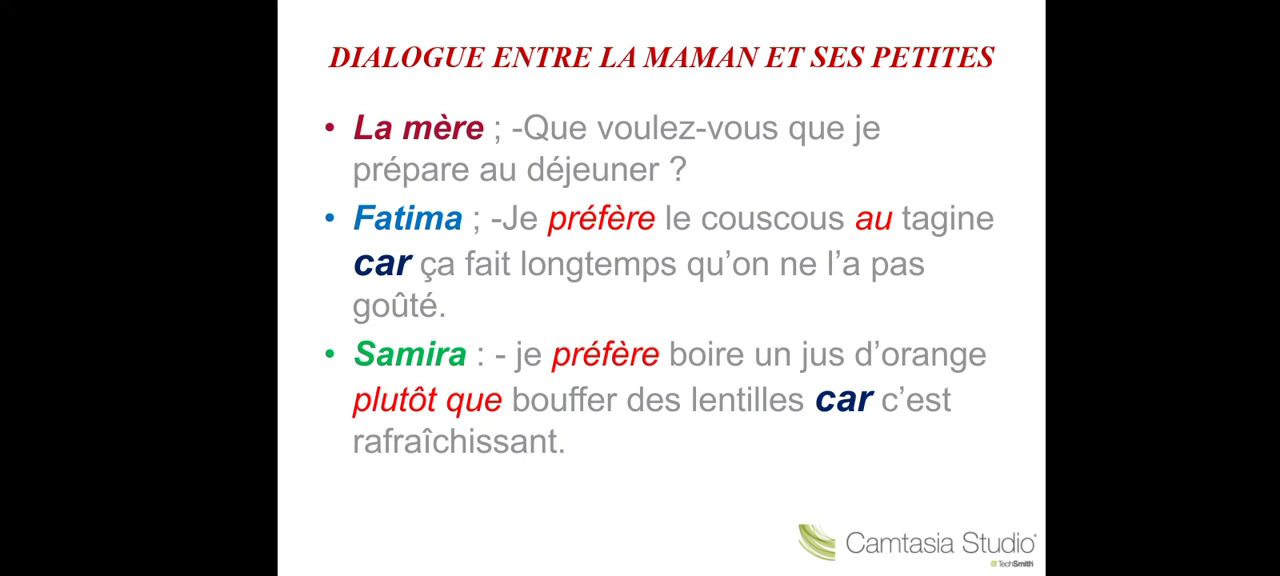 DIALOGUE ENTRE LA MAMAN ET SES PETITES
• La mère ; -Que voulez-vous que je
prépare au déjeuner ?
• Fatima ; -Je préfère le couscous au tagine
car ça fait longtemps qu’on ne l’a pas
goûté.
• Samira : - je préfère boire un jus d’orange
plutôt que bouffer des lentilles car c’est
rafraîchissant.
Camtasia Studio
TechSmith